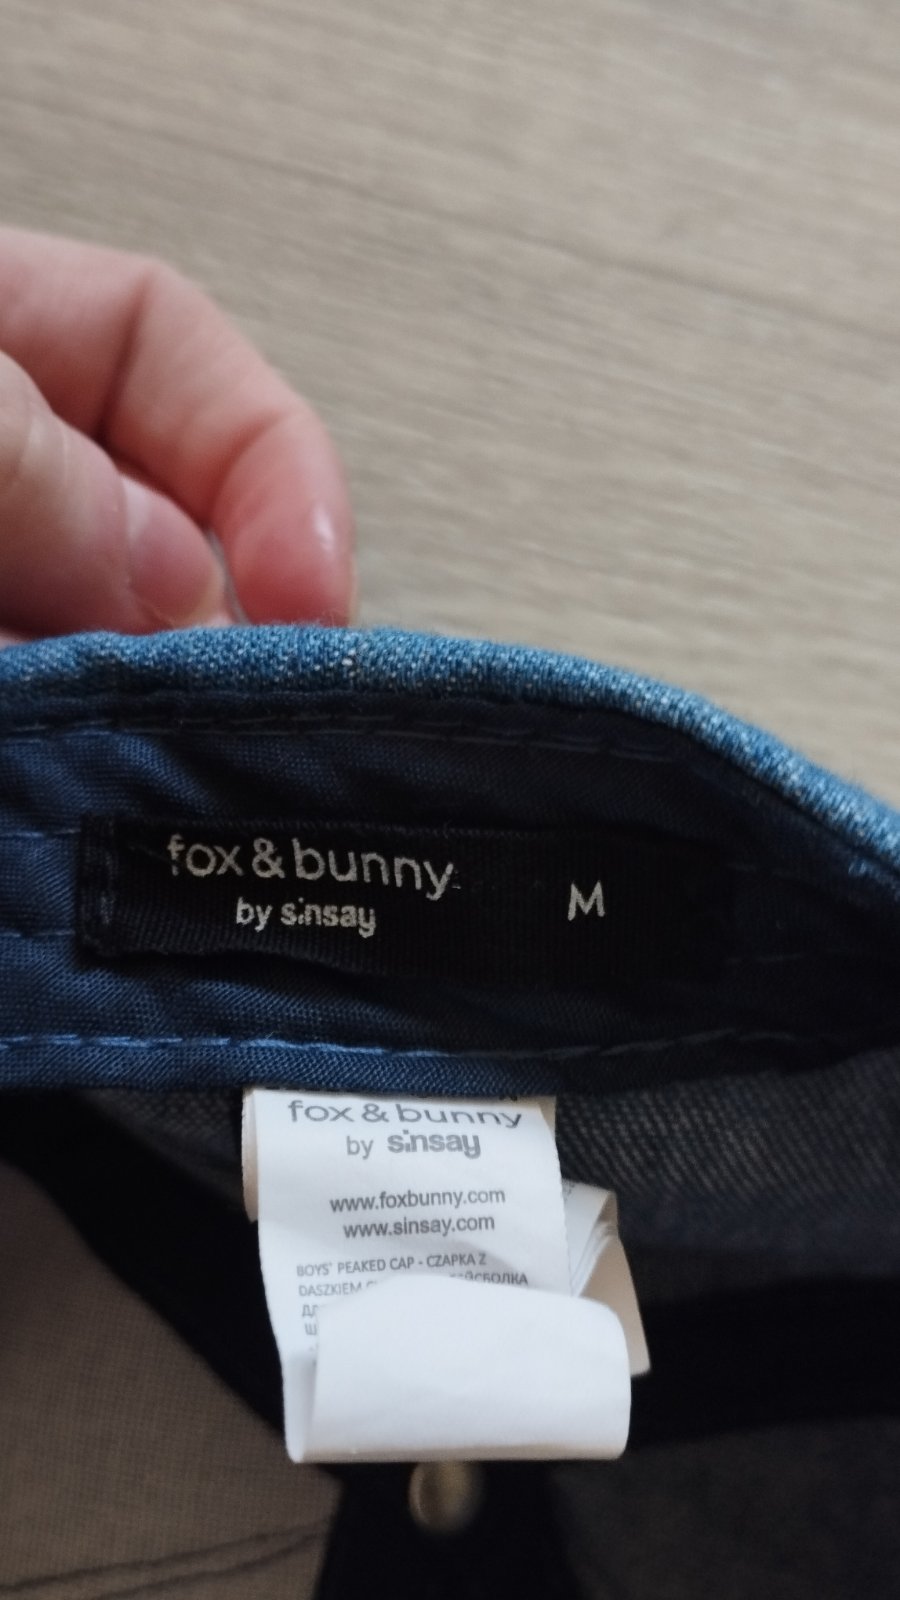 fox & bunny
by sinsay
M
fox & bunny
by sinsay
www.foxbunny.com
www.sinsay.com
BOYS' PEAKED CAP - CZAPKA Z
DASZKIEM